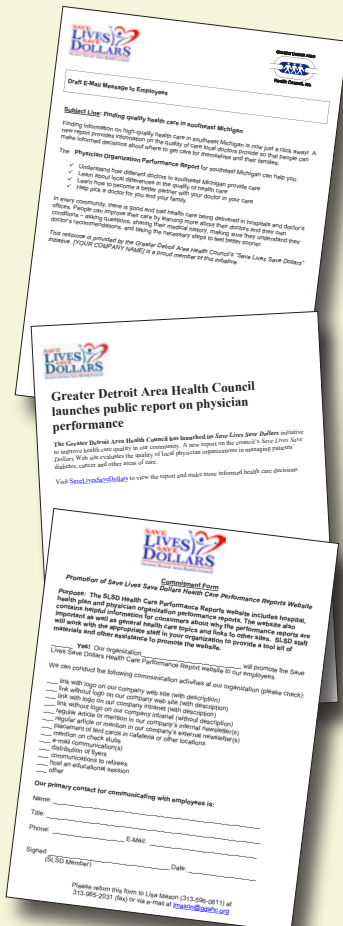 SAVE
LIVES
SAVE
DOLLARS
Greater Detroit Area
Health Council, Inc.
Draft E-Mail Message to Employees
Subject Line: Finding quality health care in southeast Michigan
Finding information on high-quality health care in southeast Michigan is now just a click away! A
new report provides information on the quality of care local doctors provide so that people can
make informed decisions about where to get care for themselves and their families.
The Physician Organization Performance Report for southeast Michigan can help you:
✓ Understand how different doctors in southeast Michigan provide care
✓ Learn about local differences in the quality of health care
✓ Learn how to become a better partner with your doctor in your care
✓ Help pick a doctor for you and your family
In every community, there is good and bad health care being delivered in hospitals and doctor's
offices. People can improve their care by learning more about their doctors and their own
conditions – asking questions, sharing their medical history, making sure they understand their
doctor's recommendations, and taking the necessary steps to feel better sooner.
This resource is provided by the Greater Detroit Area Health Council's "Save Lives Save Dollars"
initiative. [YOUR COMPANY NAME] is a proud member of this initiative.
SAVE
LIVES
SAVE
DOLLARS
Greater Detroit Area Health Council
launches public report on physician
performance
The Greater Detroit Area Health Council has launched its Save Lives Save Dollars initiative
to improve health care quality in our community. A new report on the council's Save Lives Save
Dollars Web site evaluates the quality of local physician organizations in managing patients'
diabetes, cancer and other areas of care.
Visit SaveLivesSaveDollars to view the report and make more informed health care decisions.
SAVE
LIVES
SAVE
DOLLARS
Commitment Form
Promotion of Save Lives Save Dollars Health Care Performance Reports Website
Purpose: The SLSD Health Care Performance Reports website includes hospital,
health plan and physician organization performance reports. The website also
contains helpful information for consumers about why the performance reports are
important as well as general health care topics and links to other sites. SLSD staff
will work with the appropriate staff in your organization to provide a tool kit of
materials and other assistance to promote the website.
____ Yes! Our organization____________________ will promote the Save
Lives Save Dollars Health Care Performance Report website to our employees.
We can conduct the following communication activities at our organization (please check):
___ link with logo on our company web site (with description)
___ link without logo on our company web site (with description)
___ link with logo on our company intranet (with description)
___ link without logo on our company intranet (without description)
___ regular article or mention in our company's internal newsletter(s)
___ regular article or mention in our company's external newsletter(s)
___ placement of tent cards in cafeteria or other locations
___ mention on check stubs
___ e-mail communication(s)
___ distribution of flyers
___ communications to retirees
___ host an educational session
___ other
Our primary contact for communicating with employees is:
Name: ____________________
Title: ____________________
Phone: ____________________ E-Mail: ____________________
Signed ____________________ Date: ____________________
(SLSD Member)
Please return this form to Lisa Mason (313-596-0811) at
313-965-2031 (fax) or via e-mail at lmason@gdahc.org